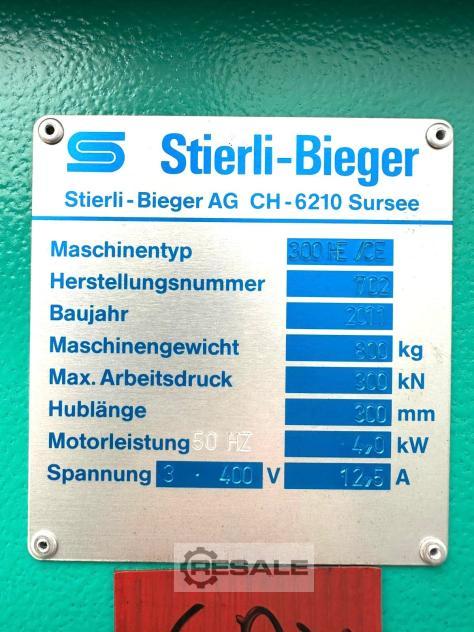 Stierli-Bieger
Stierli-Bieger AG CH-6210 Sursee
Maschinentyp 300 HE /CE
Herstellungsnummer 702
Baujahr 2011
Maschinengewicht 800 kg
Max. Arbeitsdruck 300 kN
Hublänge 300 mm
Motorleistung 50 HZ 4,0 kW
Spannung 3 · 400 V 12,5 A
RESALE